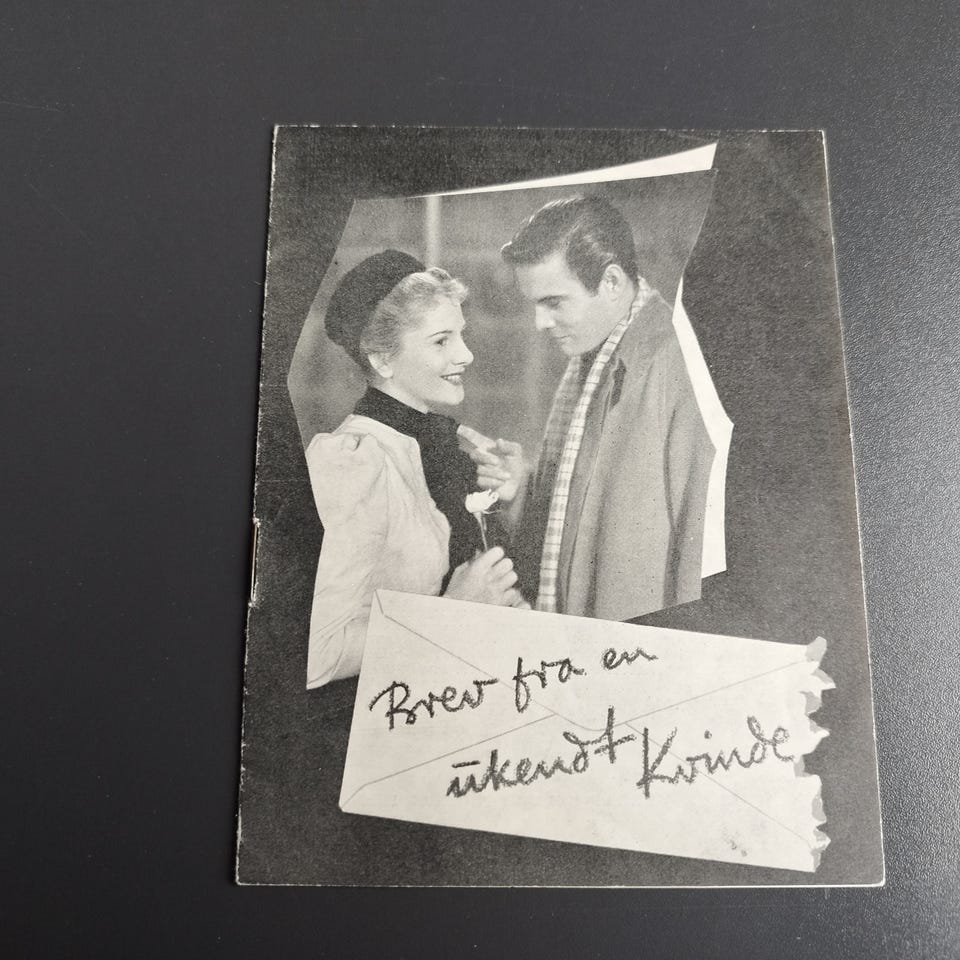 Brev fra en
ukendt Kvinde